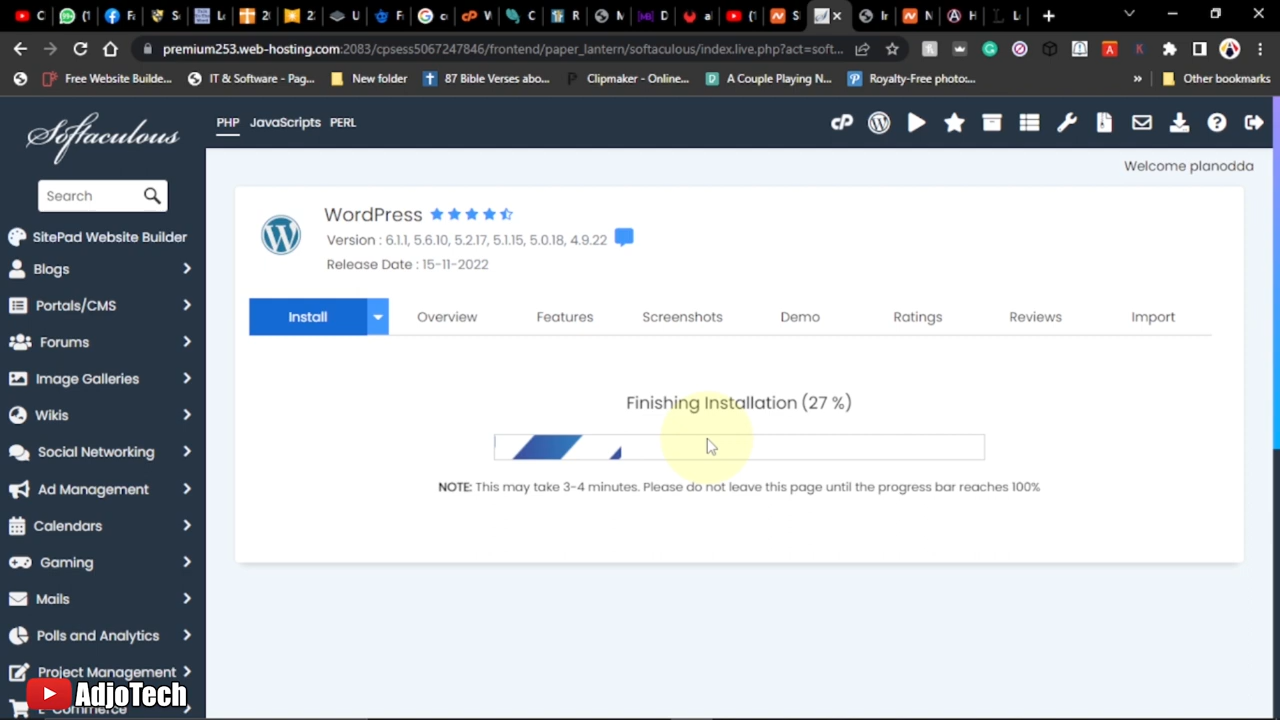 premium253.web-hosting.com:2083/cpsess5067247846/frontend/paper_lantern/softaculous/index.live.php?act=soft...
Free Website Builde...
IT & Software - Pag...
New folder
87 Bible Verses abo...
Clipmaker - Online...
A Couple Playing N...
Royalty-Free photo:...
»
Other bookmarks
Softaculous
PHP
JavaScripts
PERL
Welcome planodda
Search
SitePad Website Builder
Blogs
Portals/CMS
Forums
Image Galleries
Wikis
Social Networking
Ad Management
Calendars
Gaming
Mails
Polls and Analytics
Project Management
E-Commerce
WordPress
Version : 6.1.1, 5.6.10, 5.2.17, 5.1.15, 5.0.18, 4.9.22
Release Date : 15-11-2022
Install
Overview
Features
Screenshots
Demo
Ratings
Reviews
Import
Finishing Installation (27 %)
NOTE: This may take 3-4 minutes. Please do not leave this page until the progress bar reaches 100%
AdjoTech